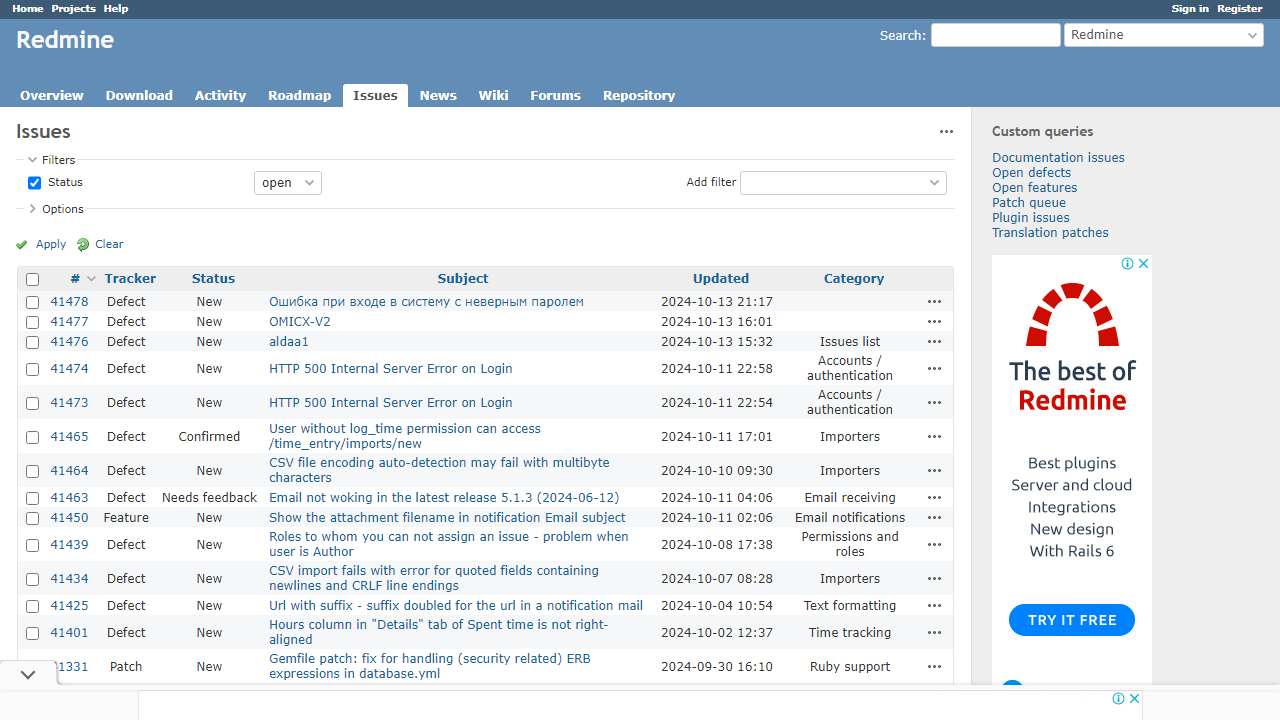 Home Projects Help Sign in Register
Redmine
Search: Redmine
Overview Download Activity Roadmap Issues News Wiki Forums Repository
Issues
Filters
Status open Add filter
Options
Apply Clear
# Tracker Status Subject Updated Category
41478 Defect New Ошибка при входе в систему с неверным паролем 2024-10-13 21:17
41477 Defect New OMICX-V2 2024-10-13 16:01
41476 Defect New aldaa1 2024-10-13 15:32 Issues list
41474 Defect New HTTP 500 Internal Server Error on Login 2024-10-11 22:58 Accounts /
authentication
41473 Defect New HTTP 500 Internal Server Error on Login 2024-10-11 22:54 Accounts /
authentication
41465 Defect Confirmed User without log_time permission can access
/time_entry/imports/new 2024-10-11 17:01 Importers
41464 Defect New CSV file encoding auto-detection may fail with multibyte
characters 2024-10-10 09:30 Importers
41463 Defect Needs feedback Email not woking in the latest release 5.1.3 (2024-06-12) 2024-10-11 04:06 Email receiving
41450 Feature New Show the attachment filename in notification Email subject 2024-10-11 02:06 Email notifications
41439 Defect New Roles to whom you can not assign an issue - problem when
user is Author 2024-10-08 17:38 Permissions and
roles
41434 Defect New CSV import fails with error for quoted fields containing
newlines and CRLF line endings 2024-10-07 08:28 Importers
41425 Defect New Url with suffix - suffix doubled for the url in a notification mail 2024-10-04 10:54 Text formatting
41401 Defect New Hours column in "Details" tab of Spent time is not right-
aligned 2024-10-02 12:37 Time tracking
41331 Patch New Gemfile patch: fix for handling (security related) ERB
expressions in database.yml 2024-09-30 16:10 Ruby support
Custom queries
Documentation issues
Open defects
Open features
Patch queue
Plugin issues
Translation patches
The best of
Redmine
Best plugins
Server and cloud
Integrations
New design
With Rails 6
TRY IT FREE